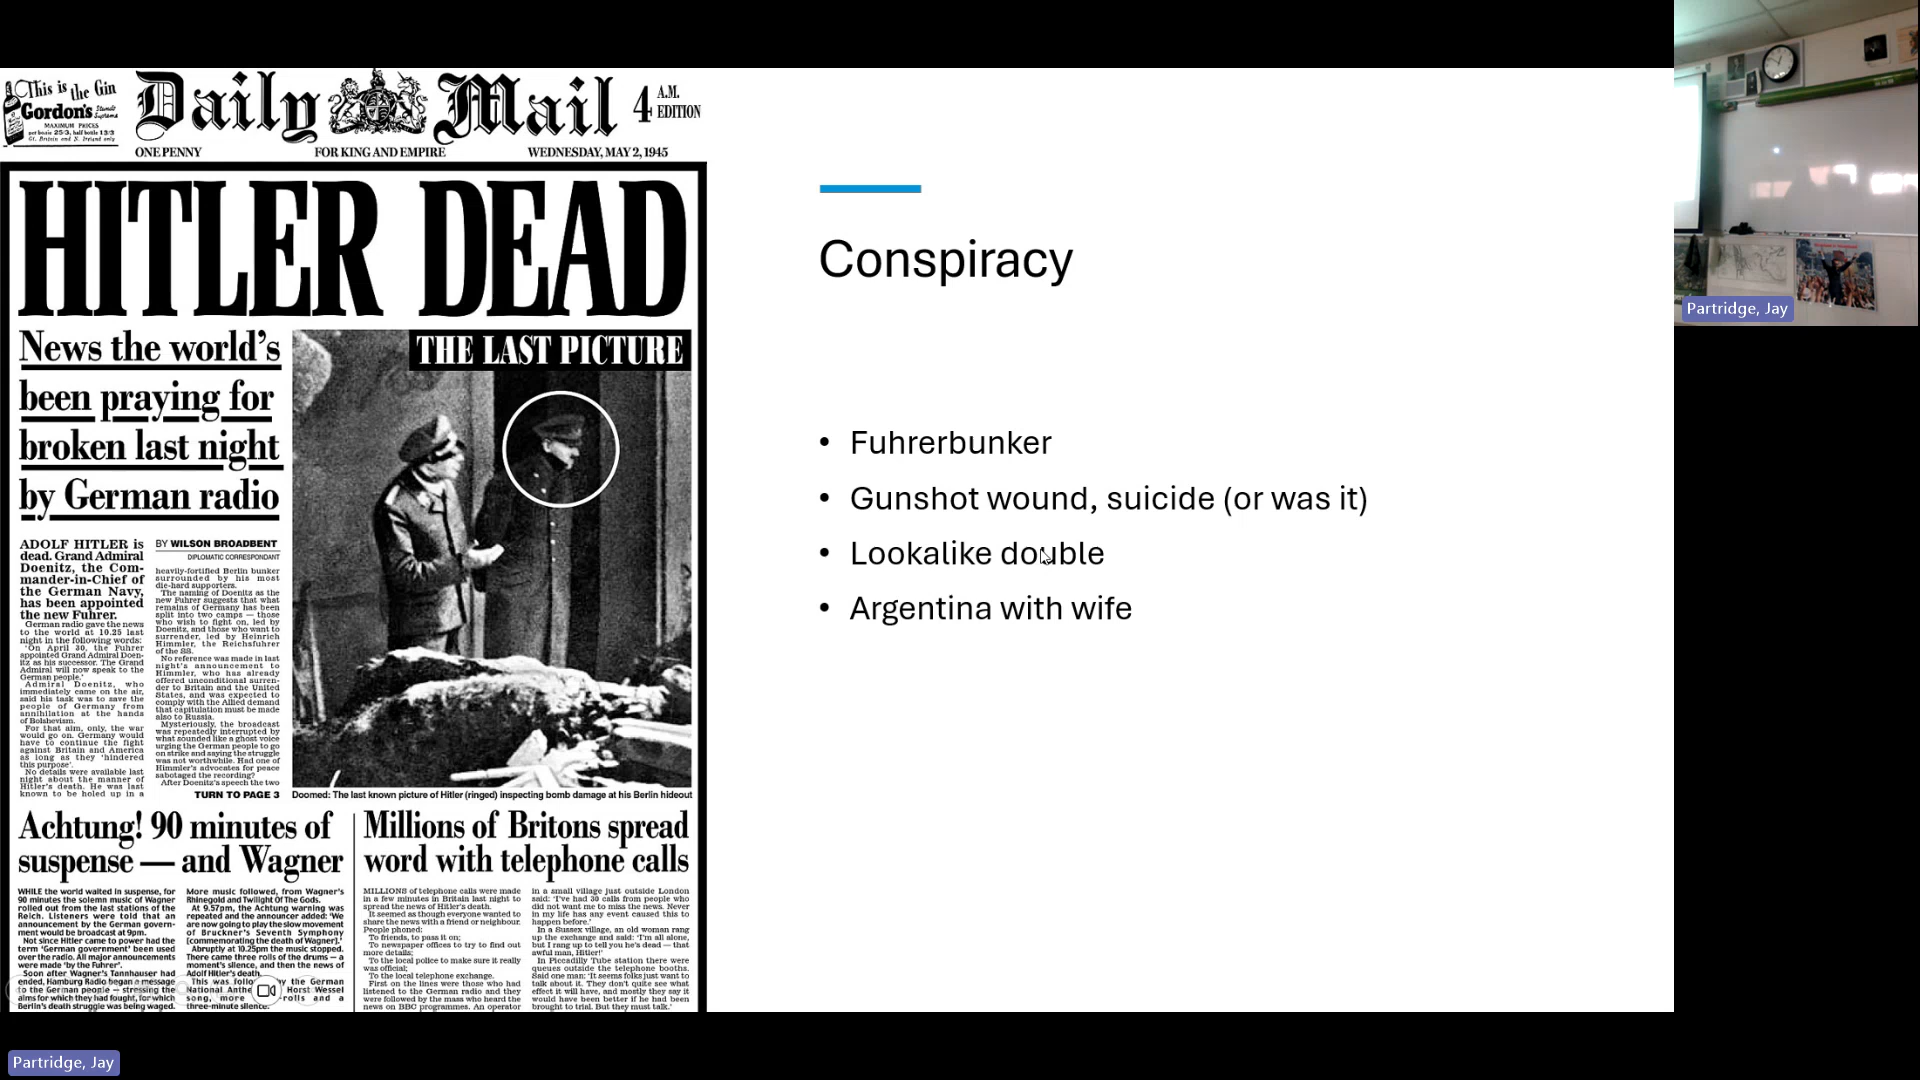 This is the Gin
Gordon's Stands Supreme
MAXIMUM PRICES
per bottle 25/3, half bottle 13/3
Gt. Britain and N. Ireland only
Daily Mail
4 A.M. EDITION
ONE PENNY
FOR KING AND EMPIRE
WEDNESDAY, MAY 2, 1945
HITLER DEAD
News the world's
been praying for
broken last night
by German radio
THE LAST PICTURE
ADOLF HITLER is
dead. Grand Admiral
Doenitz, the Com-
mander-in-Chief of
the German Navy,
has been appointed
the new Fuhrer.
German radio gave the news
to the world at 10.25 last
night in the following words:
'On April 30, the Fuhrer
appointed Grand Admiral Doen-
itz as his successor. The Grand
Admiral will now speak to the
German people.'
Admiral Doenitz, who
immediately came on the air,
said his task was to save the
people of Germany from
annihilation at the hands
of Bolshevism.
For that aim, only, the war
would go on. Germany would
have to continue the fight
against Britain and America
as long as they 'hindered
this purpose'.
No details were available last
night about the manner of
Hitler's death. He was last
known to be holed up in a
BY WILSON BROADBENT
DIPLOMATIC CORRESPONDANT
heavily-fortified Berlin bunker
surrounded by his most
die-hard supporters.
The naming of Doenitz as the
new Fuhrer suggests that what
remains of Germany has been
split into two camps — those
who wish to fight on, led by
Doenitz, and those who want to
surrender, led by Heinrich
Himmler, the Reichsfuhrer
of the SS.
No reference was made in last
night's announcement to
Himmler, who has already
offered unconditional surren-
der to Britain and the United
States, and was expected to
comply with the Allied demand
that capitulation must be made
also to Russia.
Mysteriously, the broadcast
was repeatedly interrupted by
what sounded like a ghost voice
urging the German people to go
on strike and saying the struggle
was not worthwhile. Had one of
Himmler's advocates for peace
sabotaged the recording?
After Doenitz's speech the two
TURN TO PAGE 3
Doomed: The last known picture of Hitler (ringed) inspecting bomb damage at his Berlin hideout
Achtung! 90 minutes of
suspense — and Wagner
WHILE the world waited in suspense, for
90 minutes the solemn music of Wagner
rolled out from the last stations of the
Reich. Listeners were told that an
announcement by the German govern-
ment would be broadcast at 9pm.
Not since Hitler came to power had the
term 'German government' been used
over the radio. All major announcements
were made 'by the Fuhrer'.
Soon after Wagner's Tannhauser had
ended, Hamburg Radio began a message
to the German people — stressing the
aims for which they had fought, for which
Berlin's death struggle was being waged.
More music followed, from Wagner's
Rhinegold and Twilight Of The Gods.
At 9.57pm, the Achtung warning was
repeated and the announcer added: 'We
are now going to play the slow movement
of Bruckner's Seventh Symphony
[commemorating the death of Wagner].'
Abruptly at 10.25pm the music stopped.
There came three rolls of the drums — a
moment's silence, and then the news of
Adolf Hitler's death.
This was follo by the German
National Anthe Horst Wessel
song, more rolls and a
three-minute silence.
Millions of Britons spread
word with telephone calls
MILLIONS of telephone calls were made
in a few minutes in Britain last night to
spread the news of Hitler's death.
It seemed as though everyone wanted to
share the news with a friend or neighbour.
People phoned:
To friends, to pass it on;
To newspaper offices to try to find out
more details;
To the local police to make sure it really
was official;
To the local telephone exchange.
First on the lines were those who had
listened to the German radio and they
were followed by the mass who heard the
news on BBC programmes. An operator
in a small village just outside London
said: 'I've had 30 calls from people who
did not want me to miss the news. Never
in my life has any event caused this to
happen before.'
In a Sussex village, an old woman rang
up the exchange and said: 'I'm all alone,
but I rang up to tell you he's dead — that
awful man, Hitler!'
In Piccadilly Tube station there were
queues outside the telephone booths.
Said one man: 'It seems folks just want to
talk about it. They don't quite see what
effect it will have, and mostly they say it
would have been better if he had been
brought to trial. But they must talk.'
Conspiracy
• Fuhrerbunker
• Gunshot wound, suicide (or was it)
• Lookalike double
• Argentina with wife
Partridge, Jay
Partridge, Jay